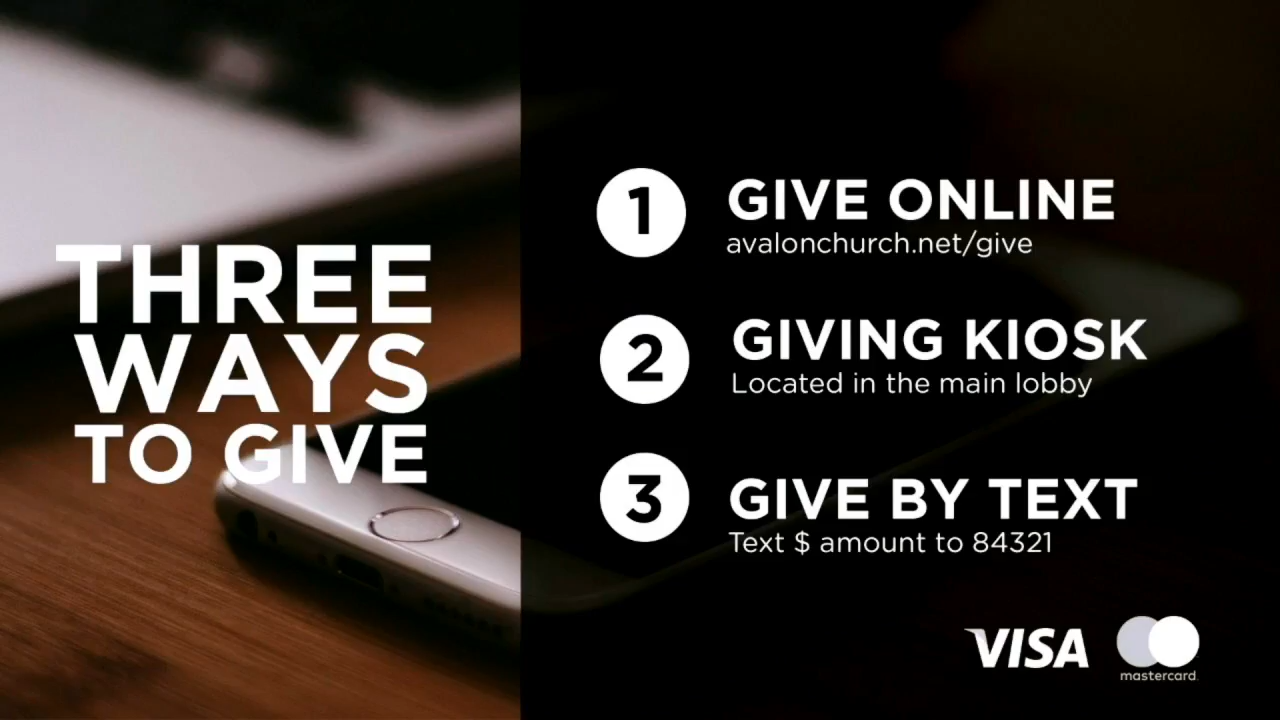 THREE
WAYS
TO GIVE
1
GIVE ONLINE
avalonchurch.net/give
2
GIVING KIOSK
Located in the main lobby
3
GIVE BY TEXT
Text $ amount to 84321
VISA
mastercard